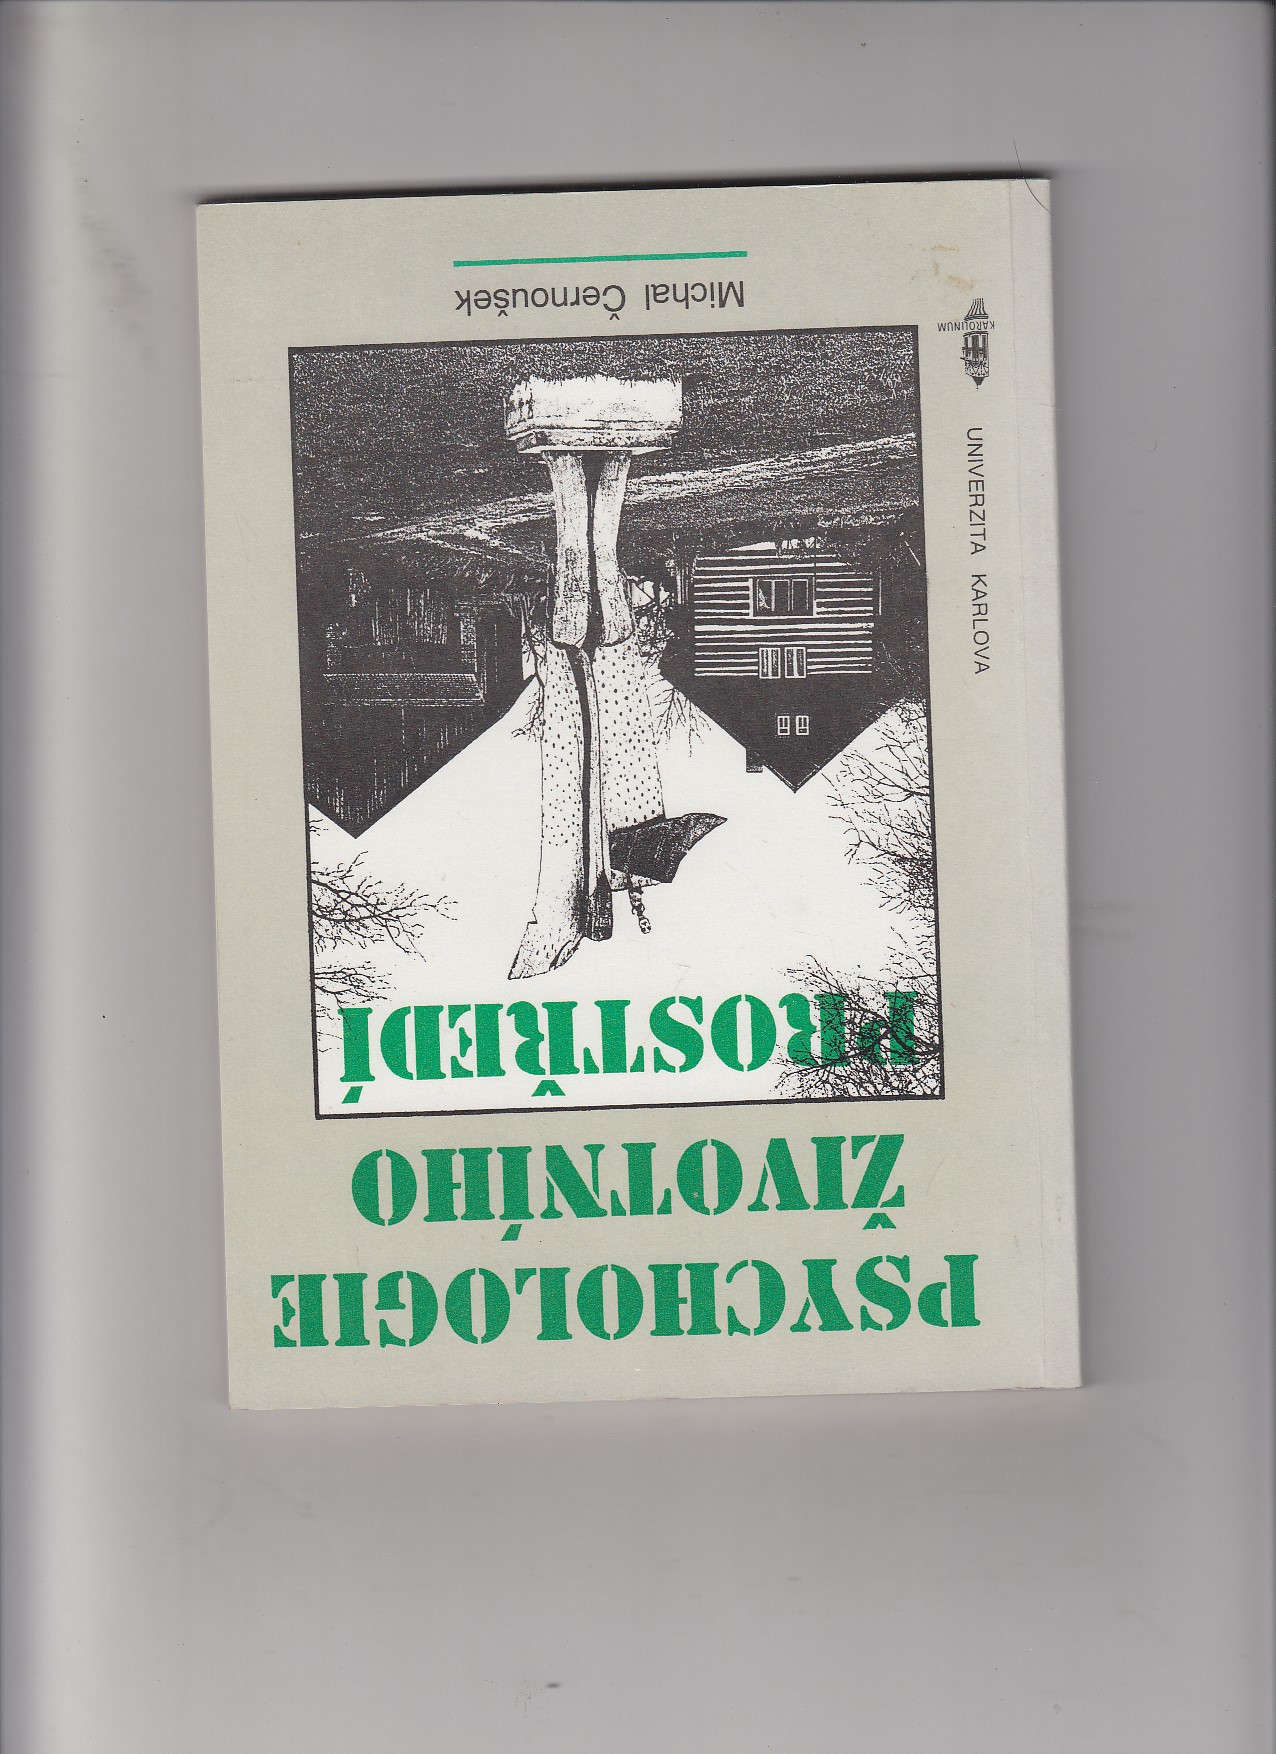 PSYCHOLOGIE
ŽIVOTNÍHO
PROSTŘEDÍ
Michal Černoušek
UNIVERZITA KARLOVA
KAROLINUM